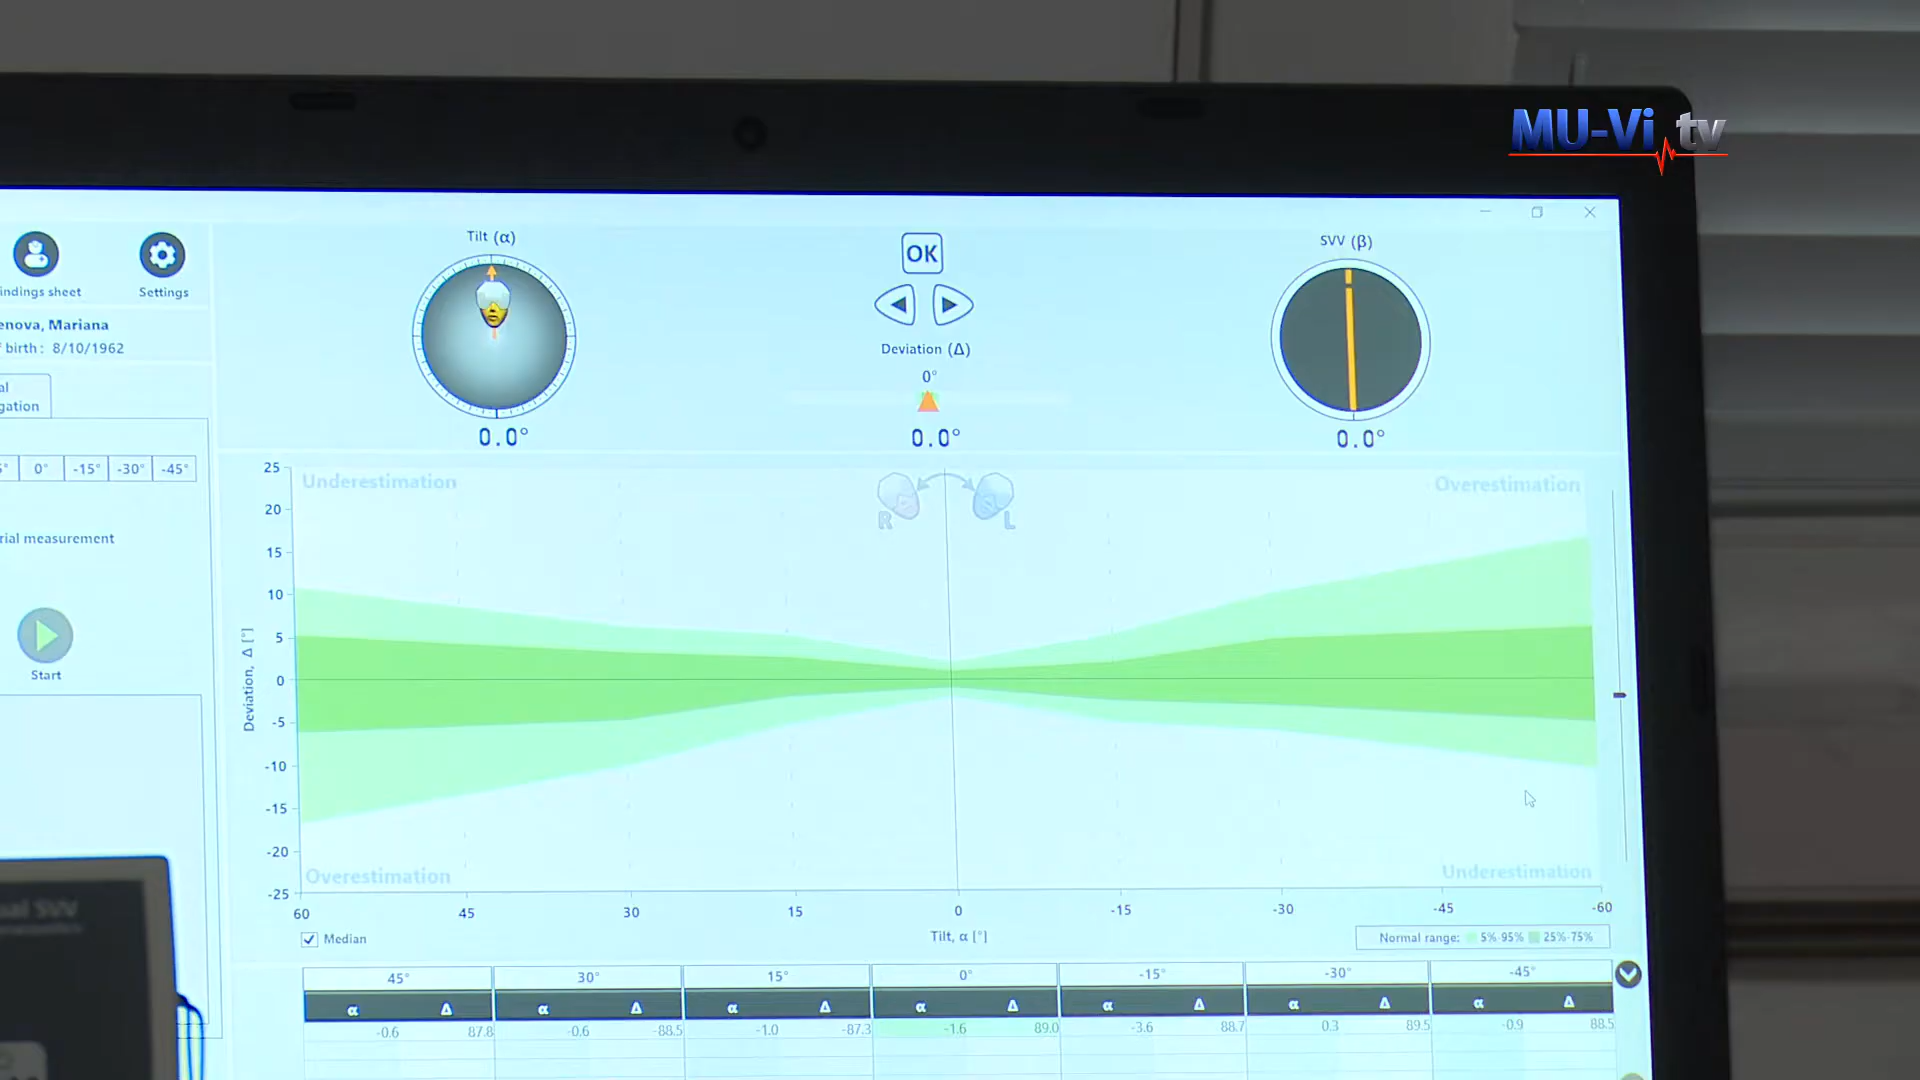 MU-Vi tv
Tilt (α)
OK
SVV (β)
indings sheet
Settings
Deviation (Δ)
0°
0.0°
0.0°
0.0°
enova, Mariana
birth : 8/10/1962
al
gation
0°
-15°
-30°
-45°
rial measurement
Start
Underestimation
Overestimation
R
L
25
20
15
10
5
0
-5
-10
-15
-20
-25
Deviation, Δ [°]
Overestimation
Underestimation
60
45
30
15
0
-15
-30
-45
-60
Median
Tilt, α [°]
Normal range: 5%-95% 25%-75%
45° 30° 15° 0° -15° -30° -45°
α Δ α Δ α Δ α Δ α Δ α Δ α Δ
-0.6 87.8 -0.6 -88.5 -1.0 -87.3 -1.6 89.0 -3.6 88.7 0.3 89.5 -0.9 88.5
ual SVV